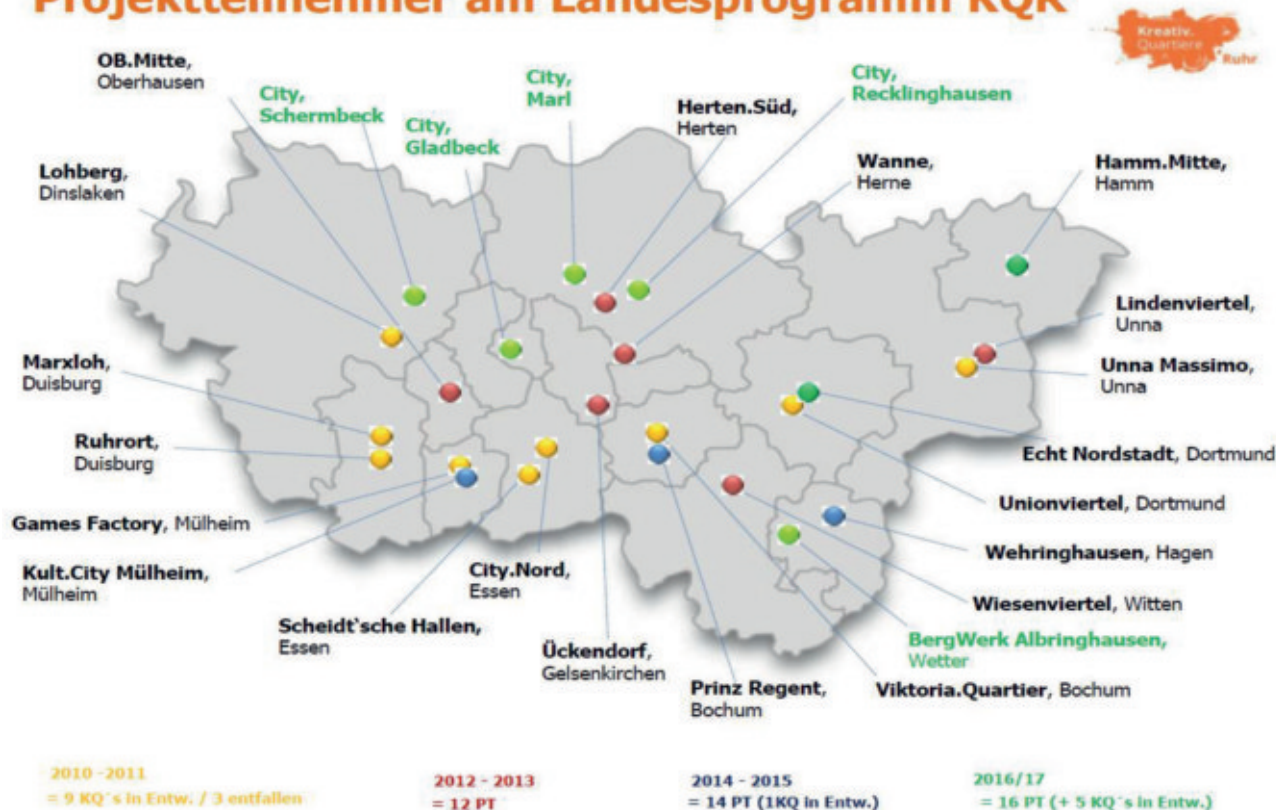 Projektteilnehmer am Landesprogramm KQR
Kreativ.
Quartiere
Ruhr
OB.Mitte,
Oberhausen
City,
Schermbeck
City,
Gladbeck
City,
Marl
Herten.Süd,
Herten
City,
Recklinghausen
Wanne,
Herne
Hamm.Mitte,
Hamm
Lohberg,
Dinslaken
Lindenviertel,
Unna
Unna Massimo,
Unna
Marxloh,
Duisburg
Ruhrort,
Duisburg
Echt Nordstadt, Dortmund
Unionviertel, Dortmund
Games Factory, Mülheim
Wehringhausen, Hagen
Kult.City Mülheim,
Mülheim
City.Nord,
Essen
Wiesenviertel, Witten
Scheidt`sche Hallen,
Essen
BergWerk Albringhausen,
Wetter
Ückendorf,
Gelsenkirchen
Prinz Regent,
Bochum
Viktoria.Quartier, Bochum
2010 -2011
= 9 KQ´s in Entw. / 3 entfallen
2012 - 2013
= 12 PT
2014 - 2015
= 14 PT (1KQ in Entw.)
2016/17
= 16 PT (+ 5 KQ´s in Entw.)